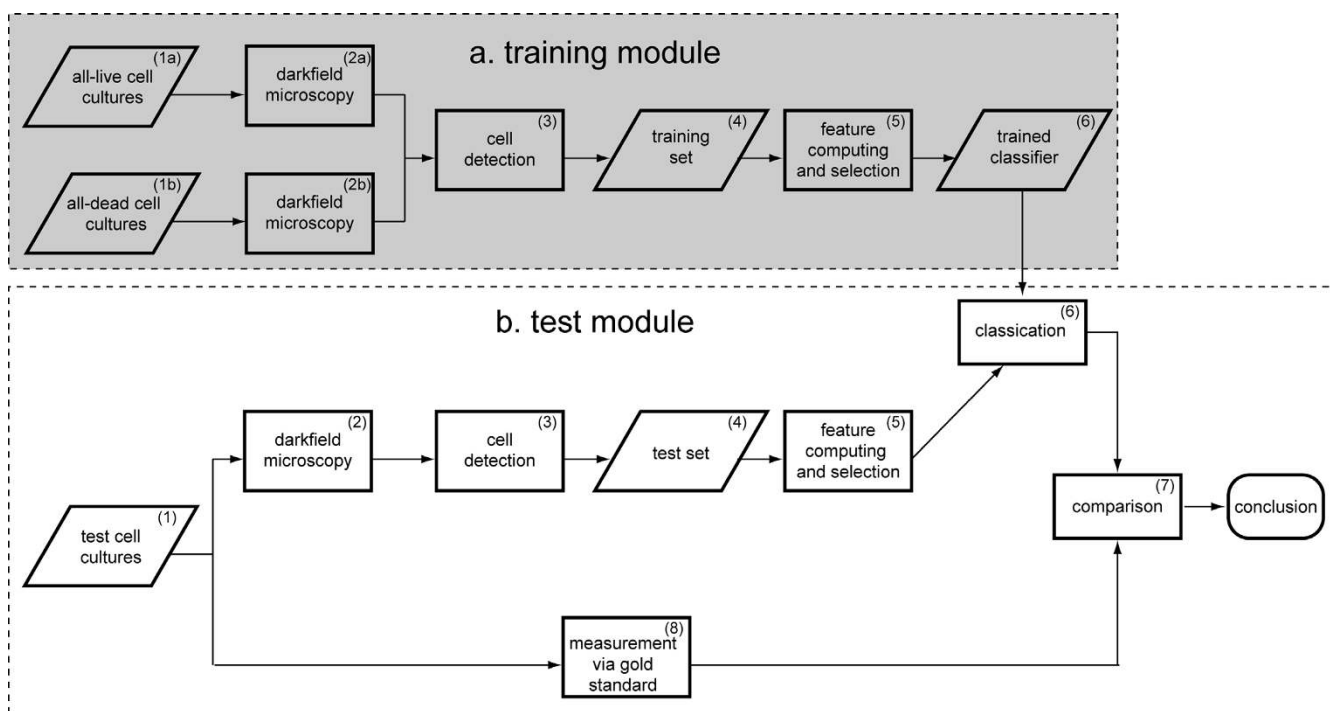 a. training module
(1a)
all-live cell
cultures
(2a)
darkfield
microscopy
(1b)
all-dead cell
cultures
(2b)
darkfield
microscopy
(3)
cell
detection
(4)
training
set
(5)
feature
computing
and selection
(6)
trained
classifier
b. test module
(6)
classication
(1)
test cell
cultures
(2)
darkfield
microscopy
(3)
cell
detection
(4)
test set
(5)
feature
computing
and selection
(7)
comparison
conclusion
(8)
measurement
via gold
standard